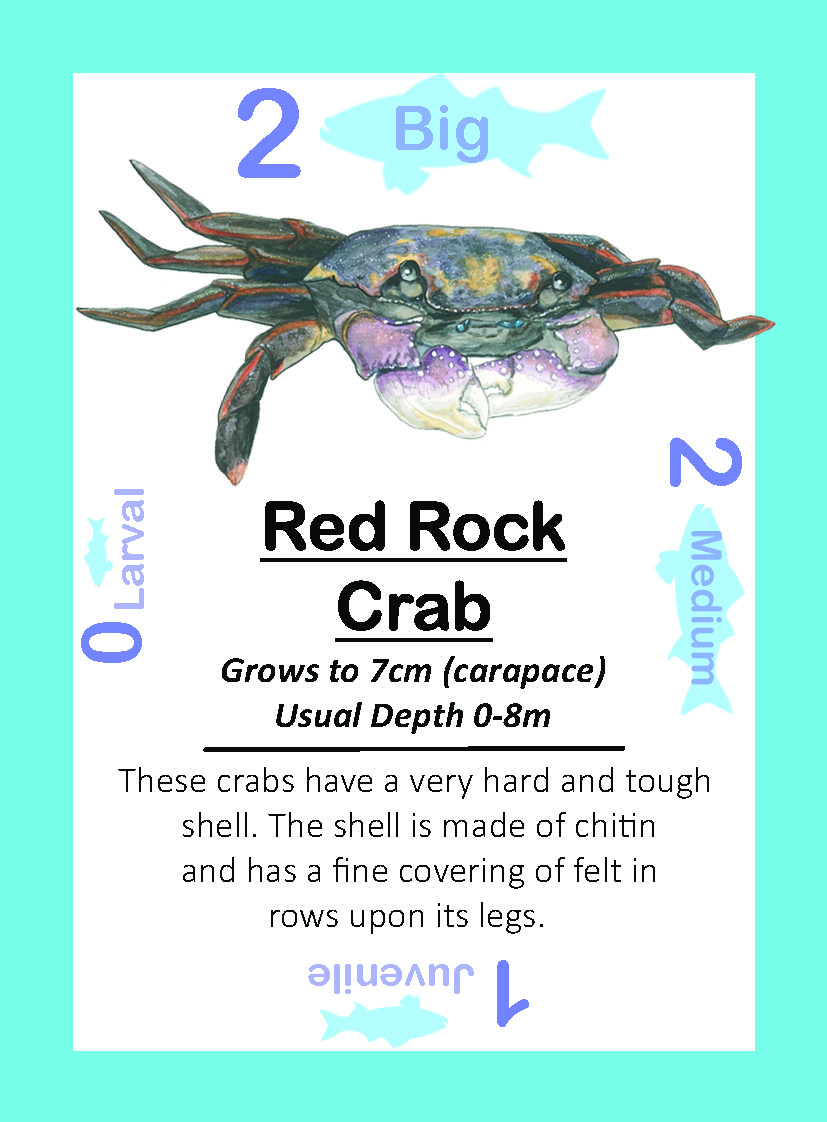 2 Big
2 Medium
0 Larval
Red Rock
Crab
Grows to 7cm (carapace)
Usual Depth 0-8m
These crabs have a very hard and tough
shell. The shell is made of chitin
and has a fine covering of felt in
rows upon its legs.
1 Juvenile